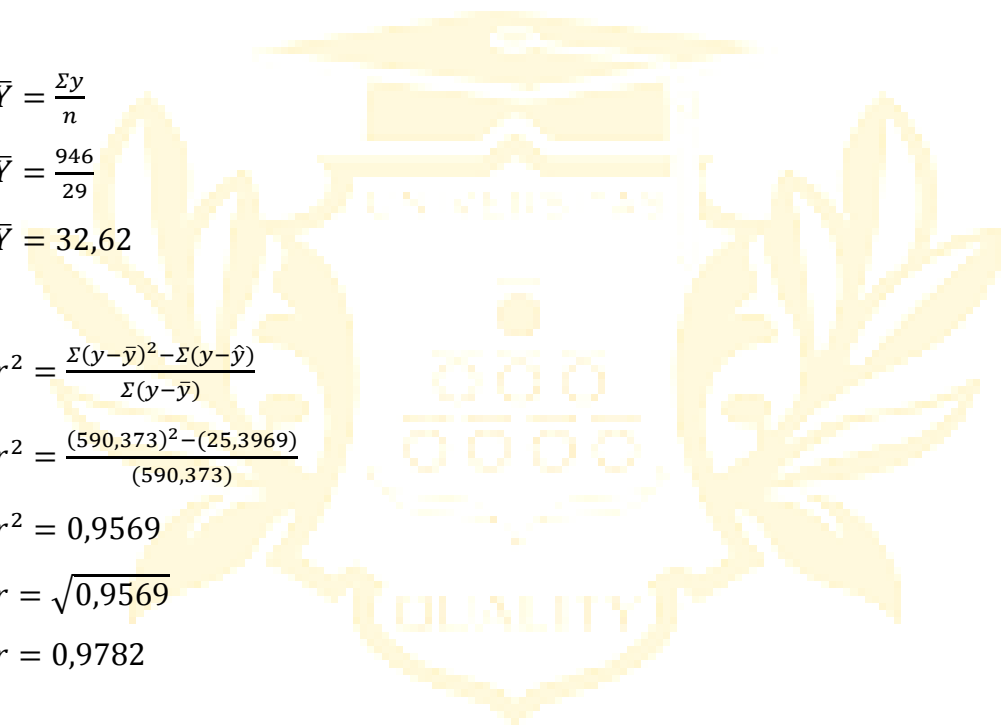 Ȳ = Σy/n
Ȳ = 946/29
Ȳ = 32,62
r² = (Σ(y−ȳ)²−Σ(y−ŷ))/(Σ(y−ȳ))
r² = ((590,373)²−(25,3969))/((590,373))
r² = 0,9569
r = √0,9569
r = 0,9782
QUALITY